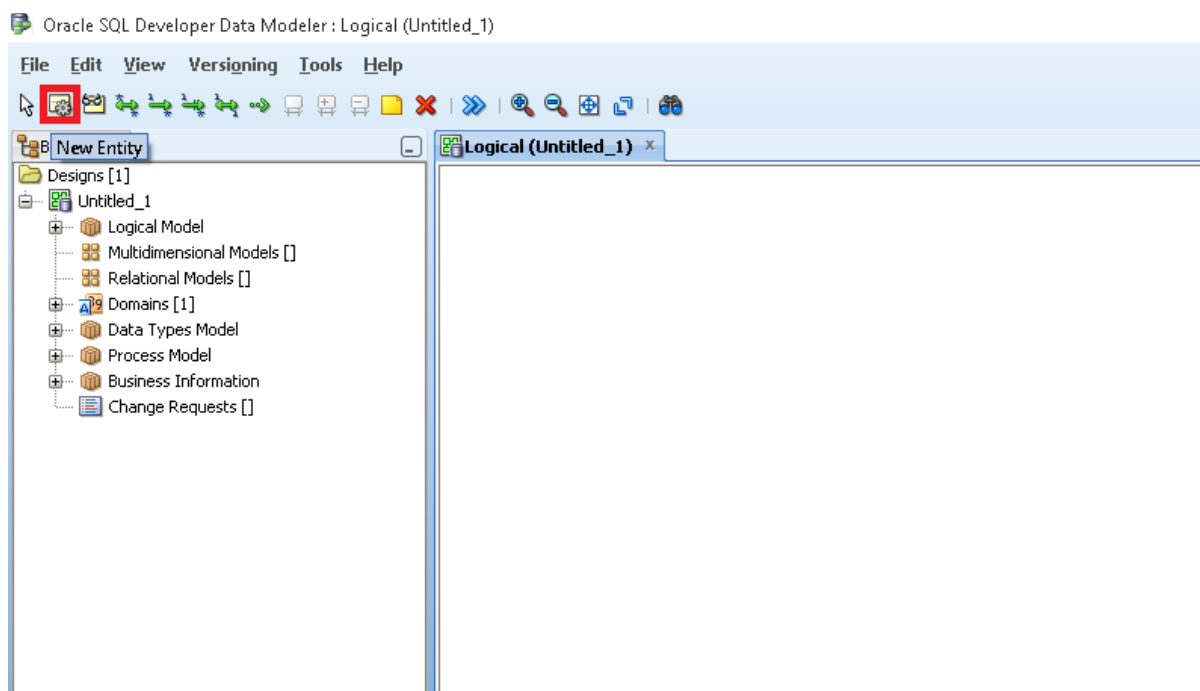 Oracle SQL Developer Data Modeler : Logical (Untitled_1)
File Edit View Versioning Tools Help
B New Entity
Logical (Untitled_1) x
Designs [1]
Untitled_1
Logical Model
Multidimensional Models []
Relational Models []
Domains [1]
Data Types Model
Process Model
Business Information
Change Requests []